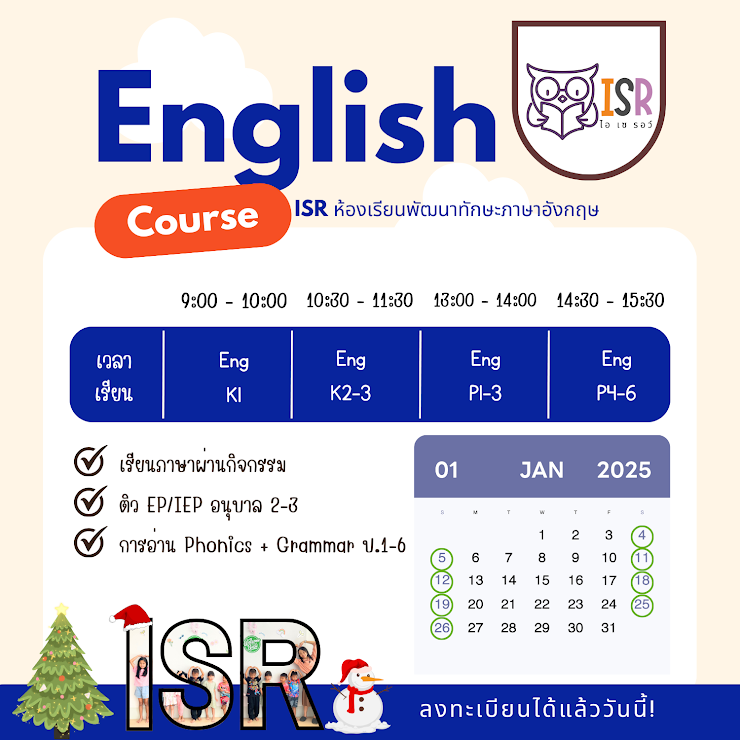 English
ISR
ไอ เซ รอว์
Course
ISR ห้องเรียนพัฒนาทักษะภาษาอังกฤษ
9:00 - 10:00 10:30 - 11:30 13:00 - 14:00 14:30 - 15:30
เวลา Eng Eng Eng Eng
เรียน K1 K2-3 P1-3 P4-6
เรียนภาษาผ่านกิจกรรม
ติว EP/IEP อนุบาล 2-3
การอ่าน Phonics + Grammar ป.1-6
01 JAN 2025
S M T W T F S
1 2 3 4
5 6 7 8 9 10 11
12 13 14 15 16 17 18
19 20 21 22 23 24 25
26 27 28 29 30 31
ISR
ลงทะเบียนได้แล้ววันนี้!